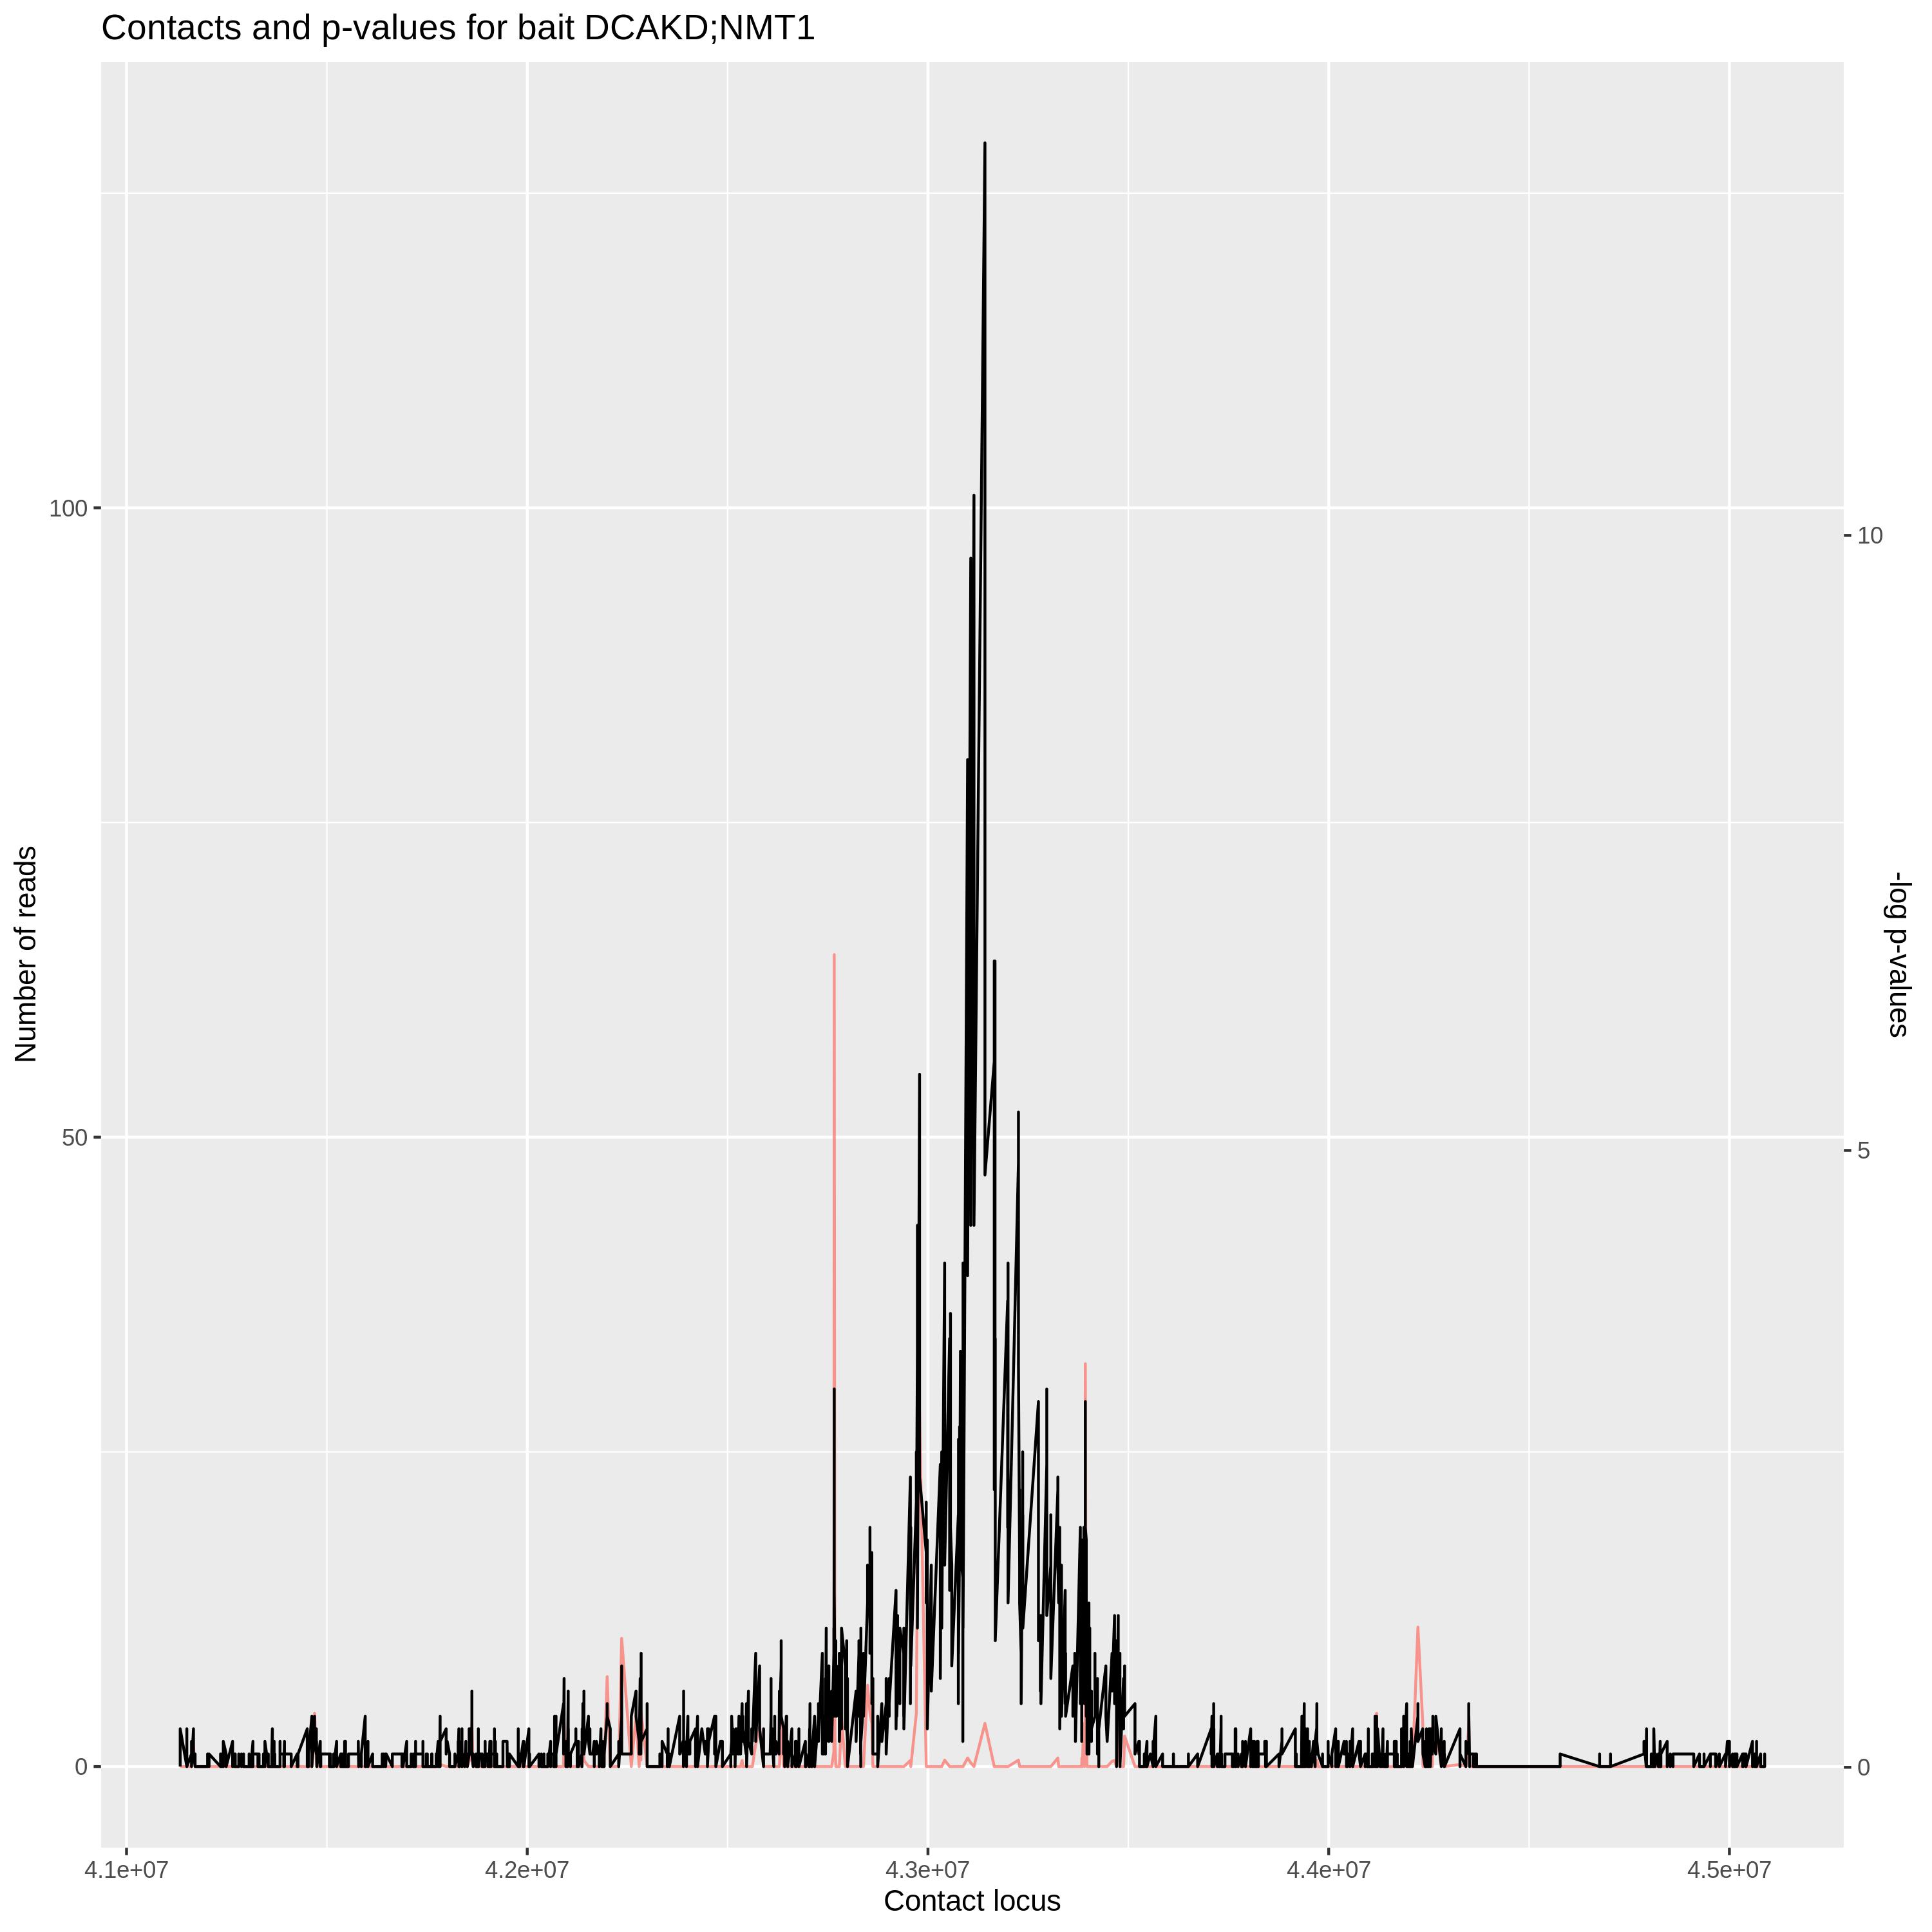 Contacts and p-values for bait DCAKD;NMT1
Number of reads
100
50
0
10
5
0
-log p-values
4.1e+07
4.2e+07
4.3e+07
4.4e+07
4.5e+07
Contact locus